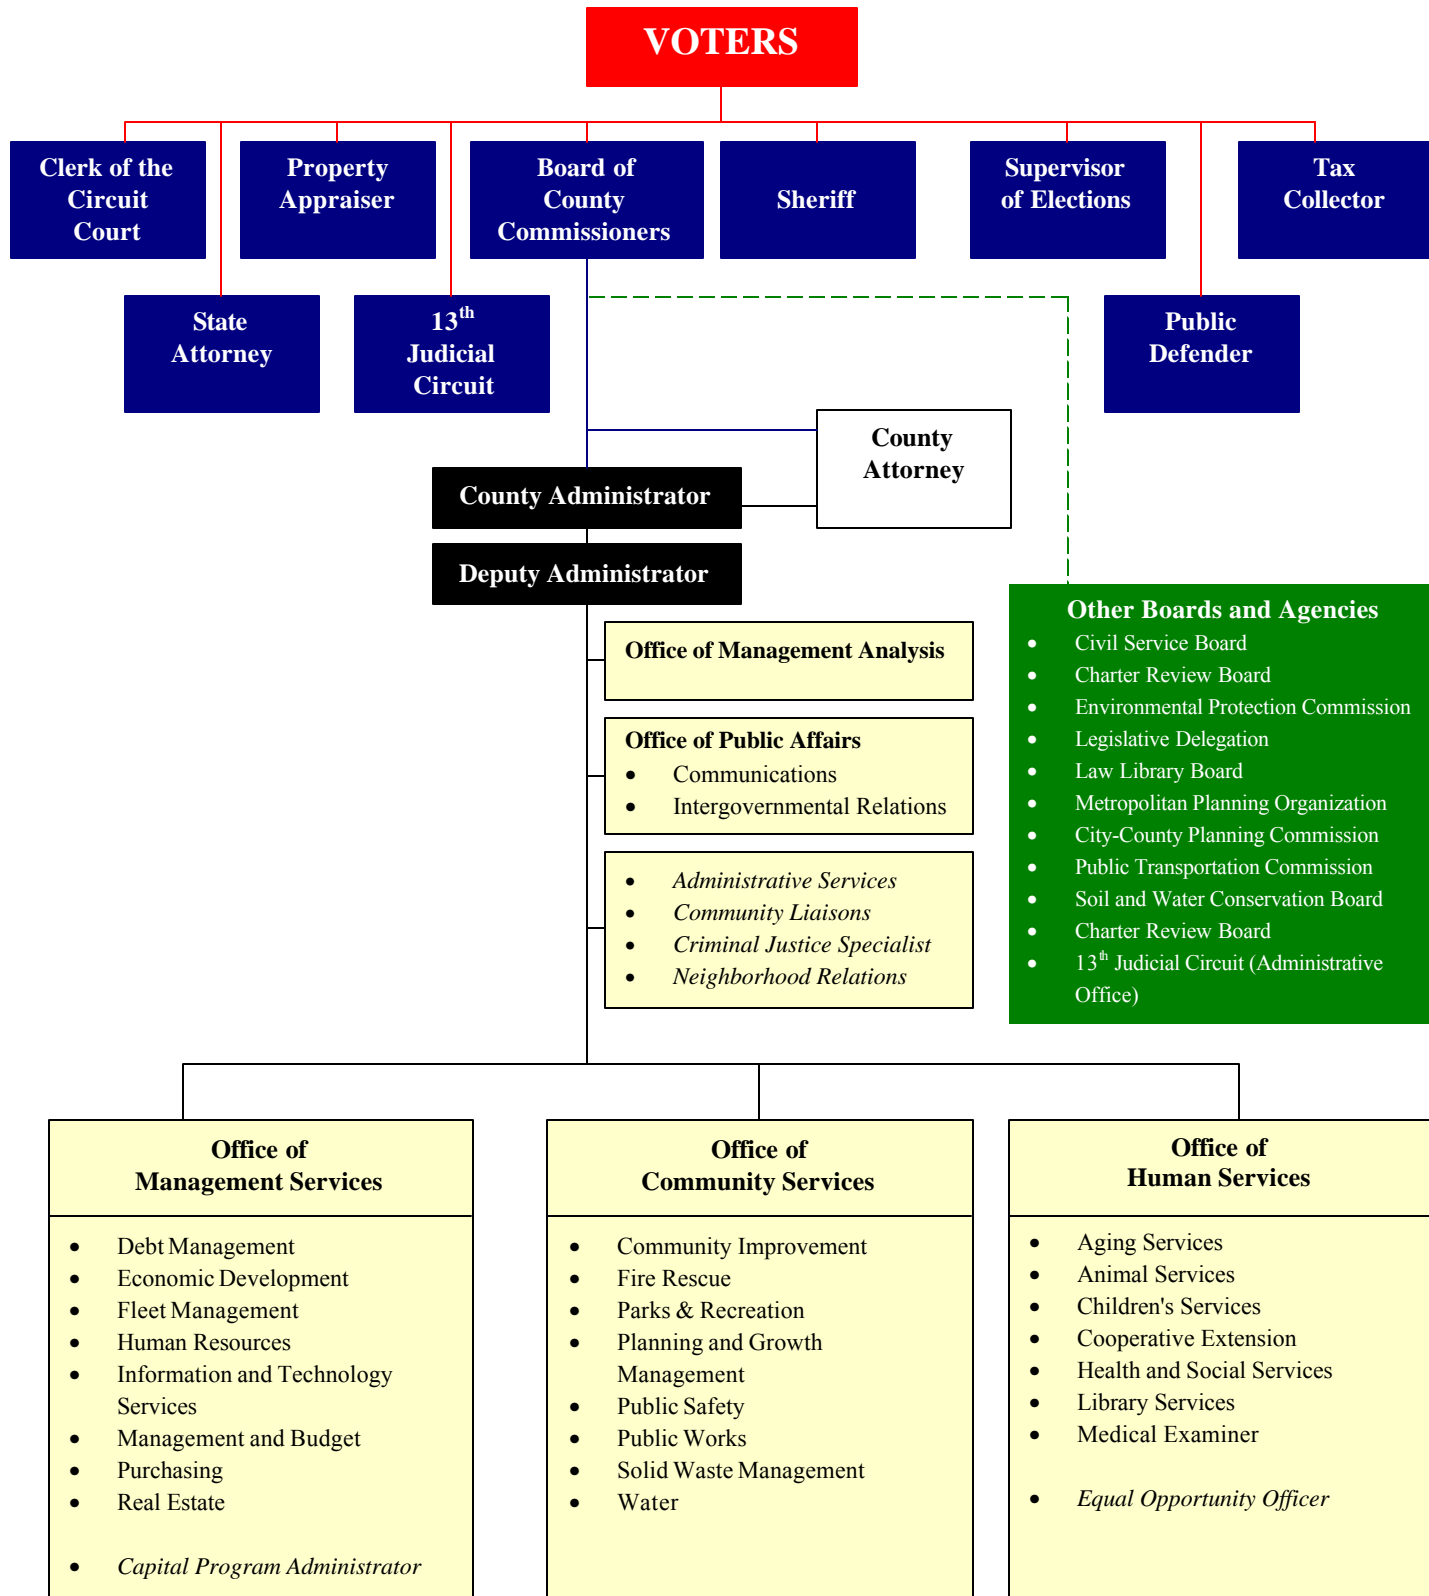 VOTERS
Clerk of the
Circuit
Court
Property
Appraiser
Board of
County
Commissioners
Sheriff
Supervisor
of Elections
Tax
Collector
State
Attorney
13th
Judicial
Circuit
Public
Defender
County
Attorney
County Administrator
Deputy Administrator
Office of Management Analysis
Office of Public Affairs
• Communications
• Intergovernmental Relations
• Administrative Services
• Community Liaisons
• Criminal Justice Specialist
• Neighborhood Relations
Other Boards and Agencies
• Civil Service Board
• Charter Review Board
• Environmental Protection Commission
• Legislative Delegation
• Law Library Board
• Metropolitan Planning Organization
• City-County Planning Commission
• Public Transportation Commission
• Soil and Water Conservation Board
• Charter Review Board
• 13th Judicial Circuit (Administrative
Office)
Office of
Management Services
• Debt Management
• Economic Development
• Fleet Management
• Human Resources
• Information and Technology
Services
• Management and Budget
• Purchasing
• Real Estate
• Capital Program Administrator
Office of
Community Services
• Community Improvement
• Fire Rescue
• Parks & Recreation
• Planning and Growth
Management
• Public Safety
• Public Works
• Solid Waste Management
• Water
Office of
Human Services
• Aging Services
• Animal Services
• Children's Services
• Cooperative Extension
• Health and Social Services
• Library Services
• Medical Examiner
• Equal Opportunity Officer